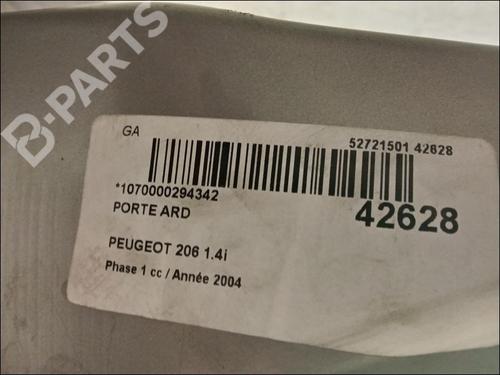 B-PARTS
GA
52721501 42628
*1070000294342
42628
PORTE ARD
PEUGEOT 206 1.4i
Phase 1 cc / Année 2004